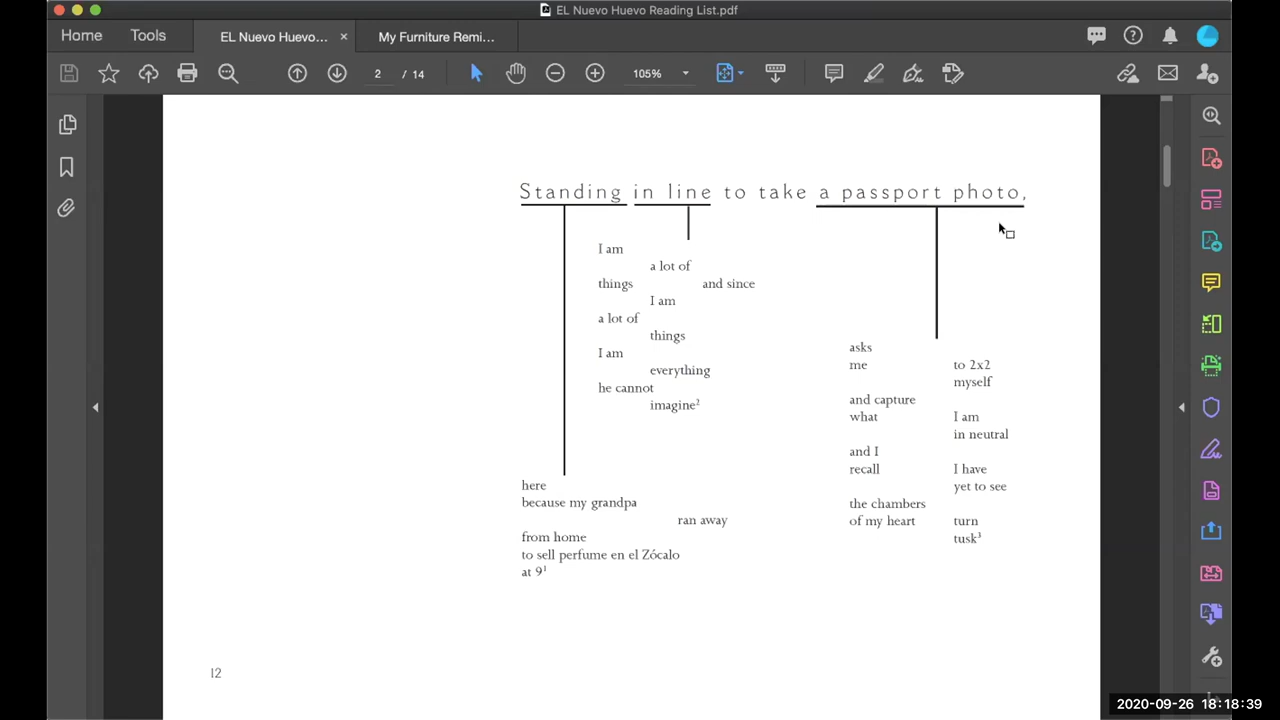 EL Nuevo Huevo Reading List.pdf
Home
Tools
EL Nuevo Huevo...
My Furniture Remi...
2 / 14
105%
Standing in line to take a passport photo,
I am
a lot of
things and since
I am
a lot of
things
I am
everything
he cannot
imagine²
here
because my grandpa
ran away
from home
to sell perfume en el Zócalo
at 9¹
asks
me to 2x2
myself
and capture
what I am
in neutral
and I
recall I have
yet to see
the chambers
of my heart turn
tusk³
12
2020-09-26 18:18:39